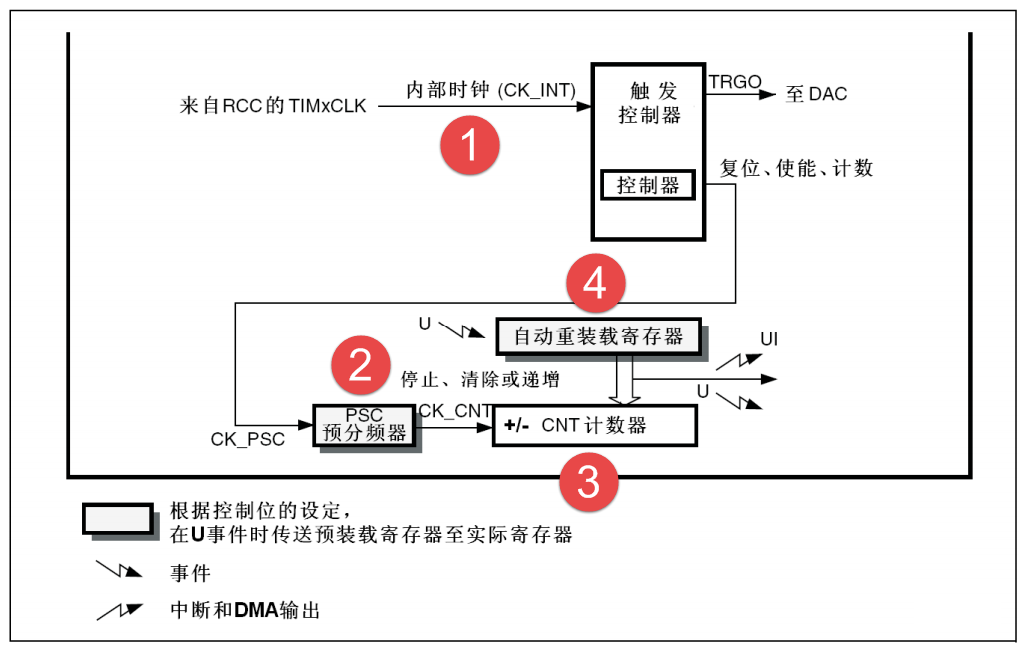 内部时钟 (CK_INT)
来自RCC的TIMxCLK
1
触发
控制器
控制器
TRGO
至 DAC
复位、使能、计数
4
U
自动重装载寄存器
UI
U
2
停止、清除或递增
CK_PSC
PSC
预分频器
CK_CNT
+/- CNT 计数器
3
根据控制位的设定，
在U事件时传送预装载寄存器至实际寄存器
事件
中断和DMA输出